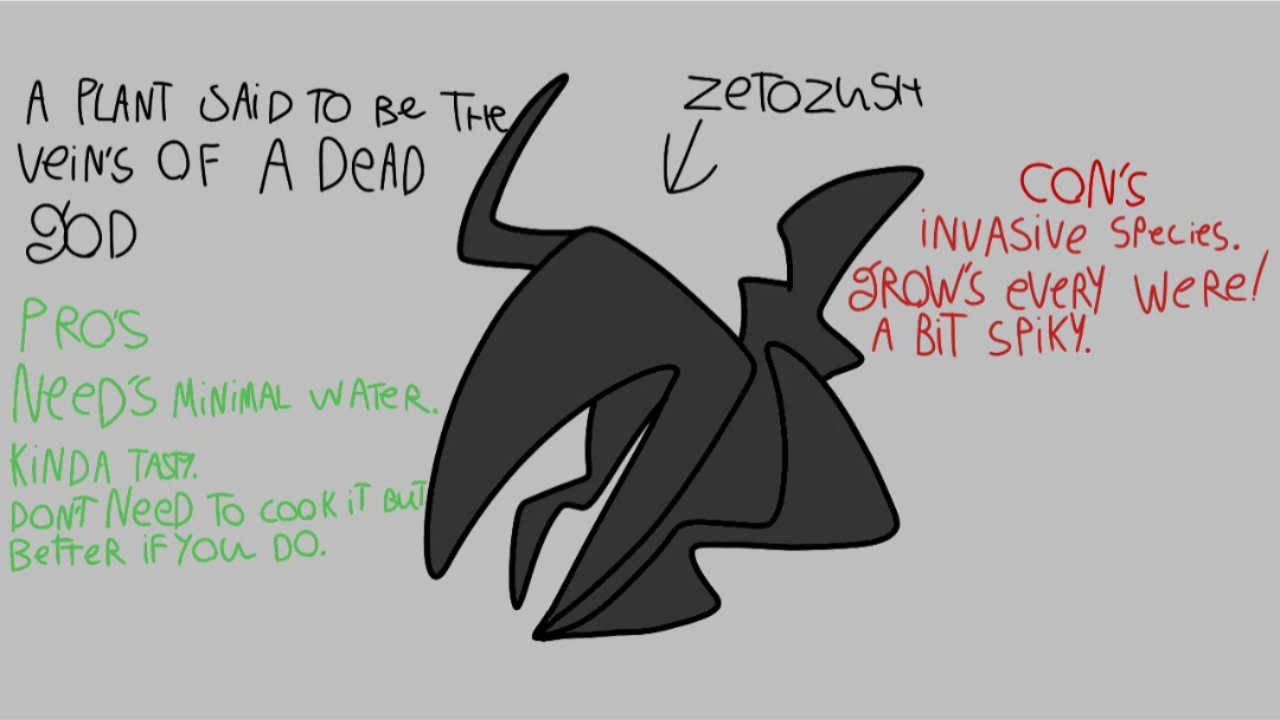 A PLANT SAiD TO Be THe
VeiN'S OF A DeAD
gOD
ZeTOZuSH
PRO'S
NeeD'S MiNiMAL WATeR.
KiNDA TASTY.
DON'T NeeD TO COOK iT BUT
BeTTeR iF YOu DO.
CON'S
iNVASiVe SPecieS.
gROW'S eVeRY WeRe!
A BiT SPiKY.